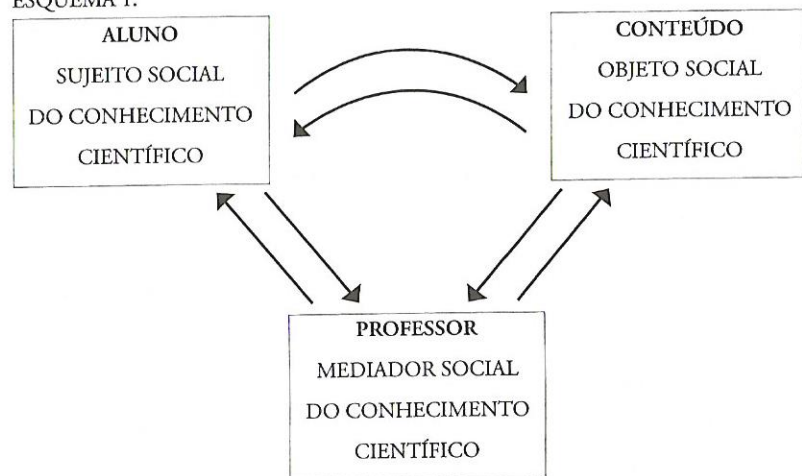 ESQUEMA 1:
ALUNO
SUJEITO SOCIAL
DO CONHECIMENTO
CIENTÍFICO
CONTEÚDO
OBJETO SOCIAL
DO CONHECIMENTO
CIENTÍFICO
PROFESSOR
MEDIADOR SOCIAL
DO CONHECIMENTO
CIENTÍFICO